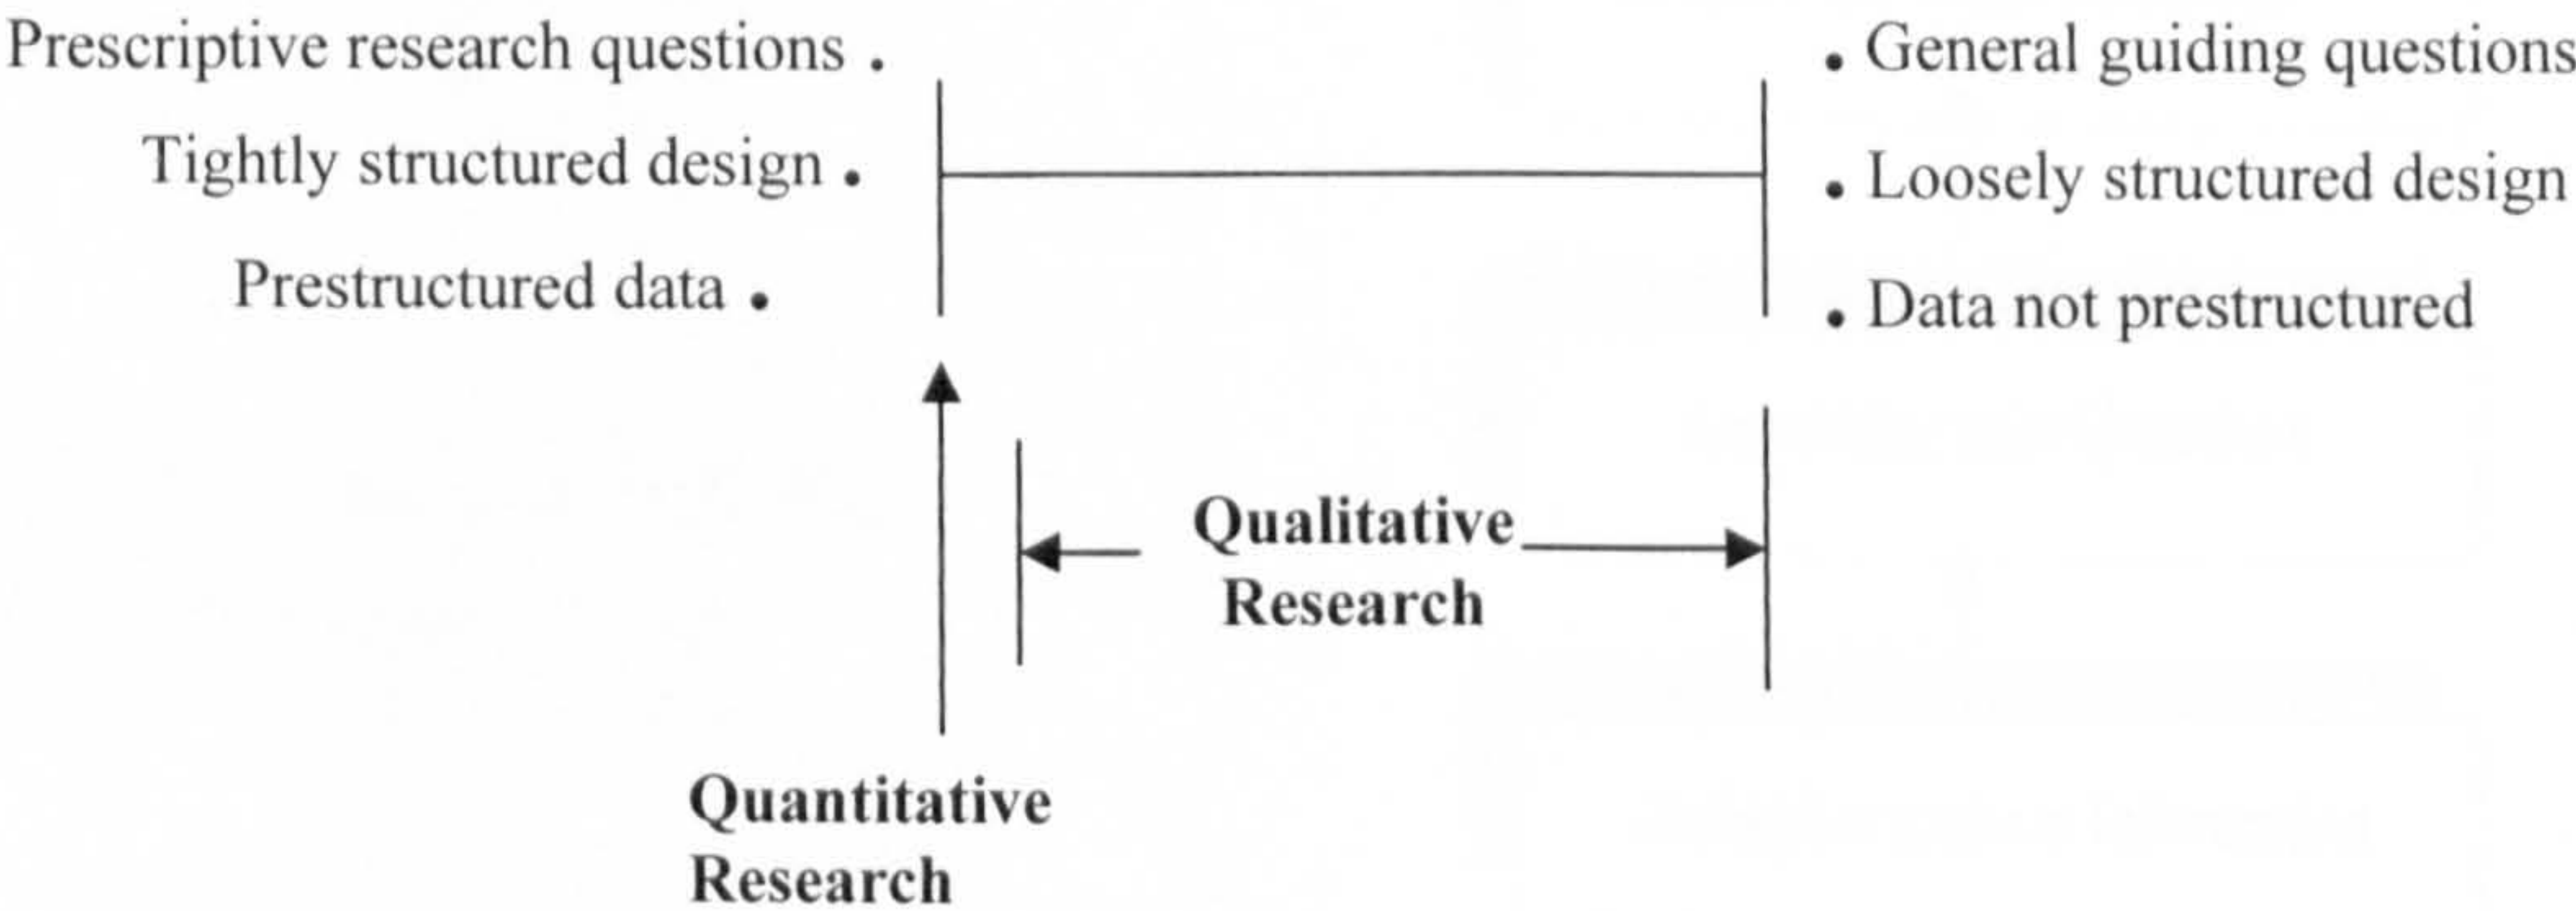 Prescriptive research questions .
Tightly structured design .
Prestructured data .
• General guiding questions
• Loosely structured design
• Data not prestructured
Qualitative
Research
Quantitative
Research